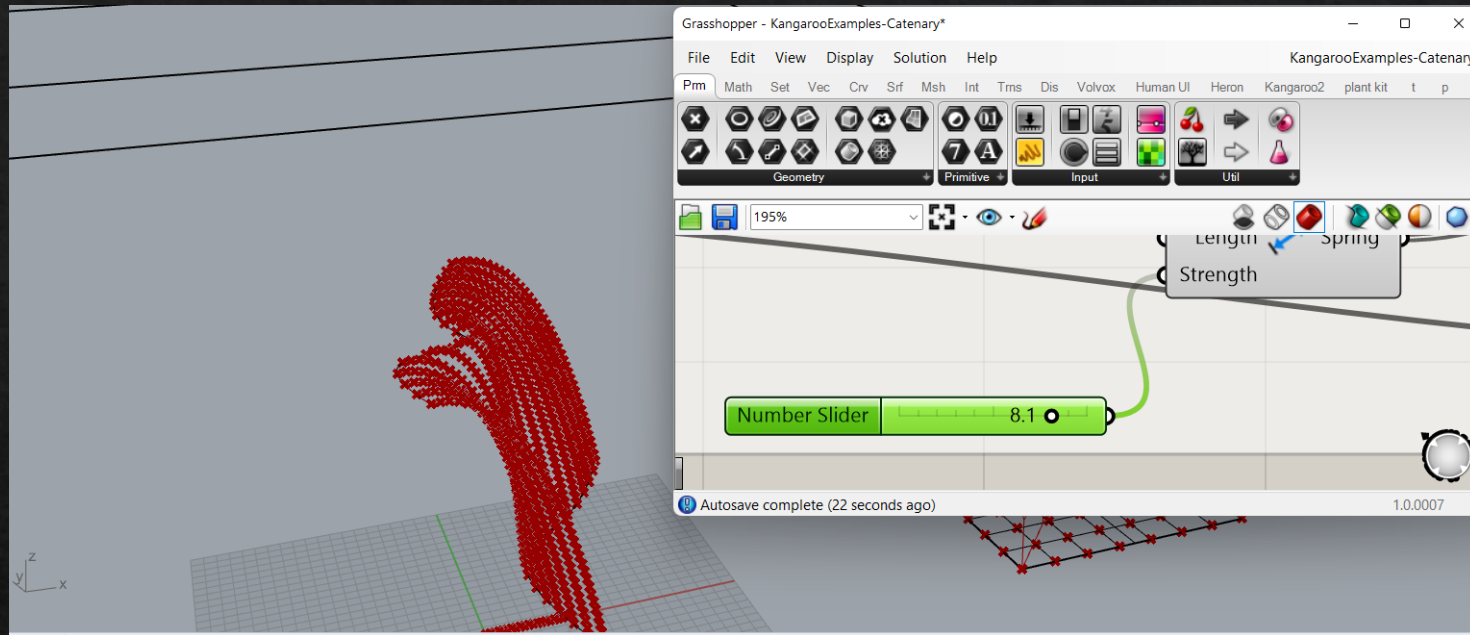 Grasshopper - KangarooExamples-Catenary*
File Edit View Display Solution Help KangarooExamples-Catenary
Prm Math Set Vec Crv Srf Msh Int Trns Dis Volvox Human UI Heron Kangaroo2 plant kit t p
Geometry Primitive Input Util
195%
Length Spring
Strength
Number Slider 8.1
Autosave complete (22 seconds ago) 1.0.0007
z
y x